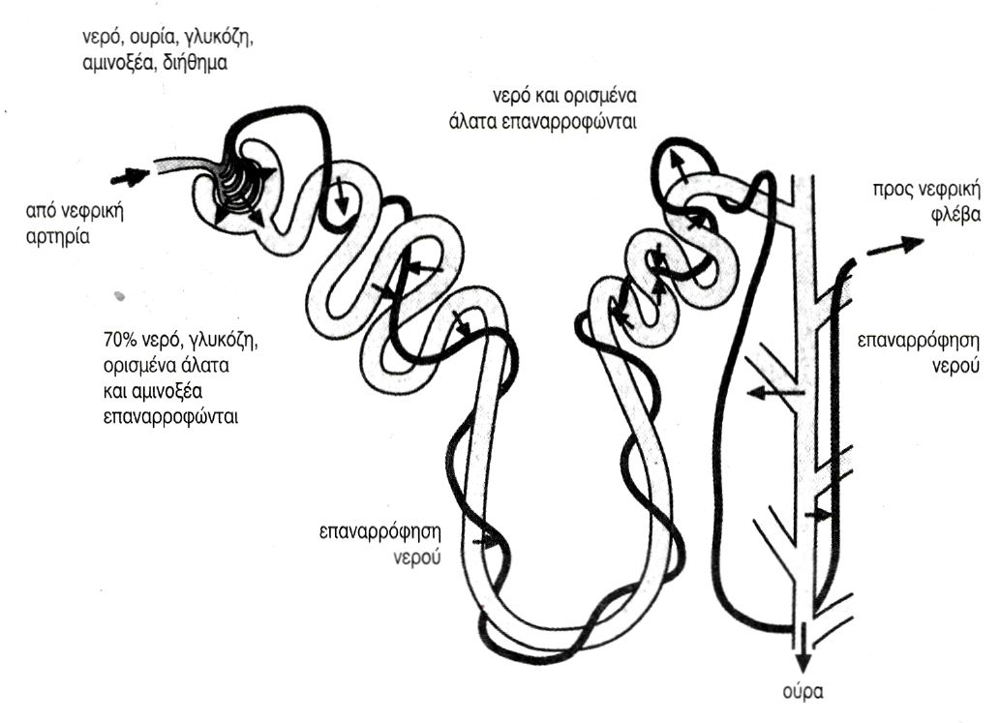 νερό, ουρία, γλυκόζη,
αμινοξέα, διήθημα
νερό και ορισμένα
άλατα επαναρροφώνται
από νεφρική
αρτηρία
προς νεφρική
φλέβα
70% νερό, γλυκόζη,
ορισμένα άλατα
και αμινοξέα
επαναρροφώνται
επαναρρόφηση
νερού
επαναρρόφηση
νερού
ούρα